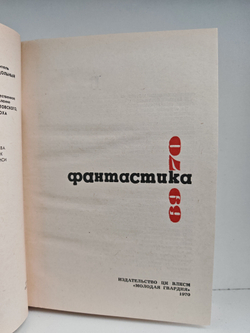 фантастика
69-70
ИЗДАТЕЛЬСТВО ЦК ВЛКСМ
«МОЛОДАЯ ГВАРДИЯ»
1970